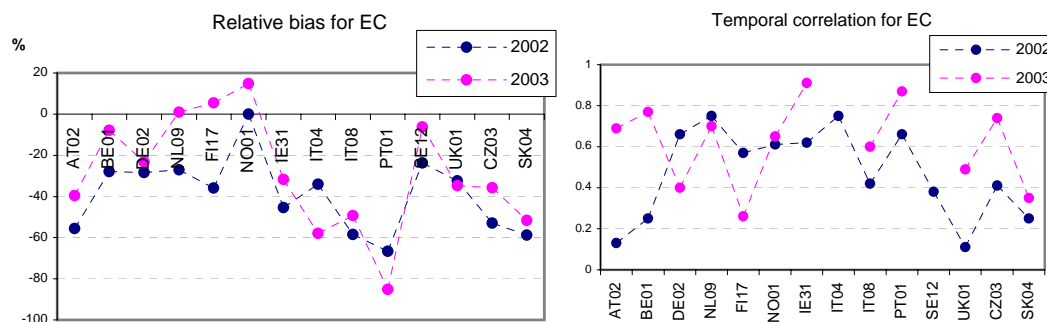 Relative bias for EC
%
2002
2003
20
0
-20
-40
-60
-80
-100
AT02
BE01
DE02
NL09
FI17
NO01
IE31
IT04
IT08
PT01
SE12
UK01
CZ03
SK04
Temporal correlation for EC
2002
2003
1
0.8
0.6
0.4
0.2
0
AT02
BE01
DE02
NL09
FI17
NO01
IE31
IT04
IT08
PT01
SE12
UK01
CZ03
SK04